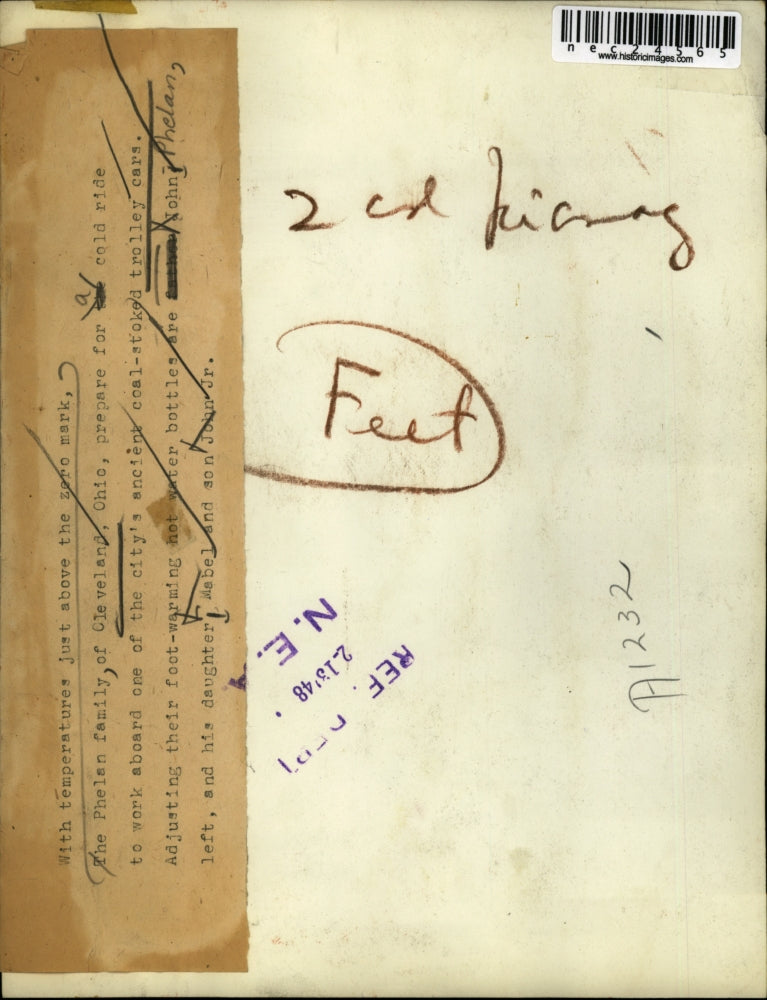 nec24565
www.historicimages.com
With temperatures just above the zero mark,
The Phelan family, of Cleveland, Ohio, prepare for a cold ride
to work aboard one of the city's ancient coal-stoked trolley cars.
Adjusting their foot-warming hot water bottles are John Phelan,
left, and his daughter Mabel and son John Jr.
2 col
Feet
REF. DEPT
2.13'48
N. E. A.
A1232